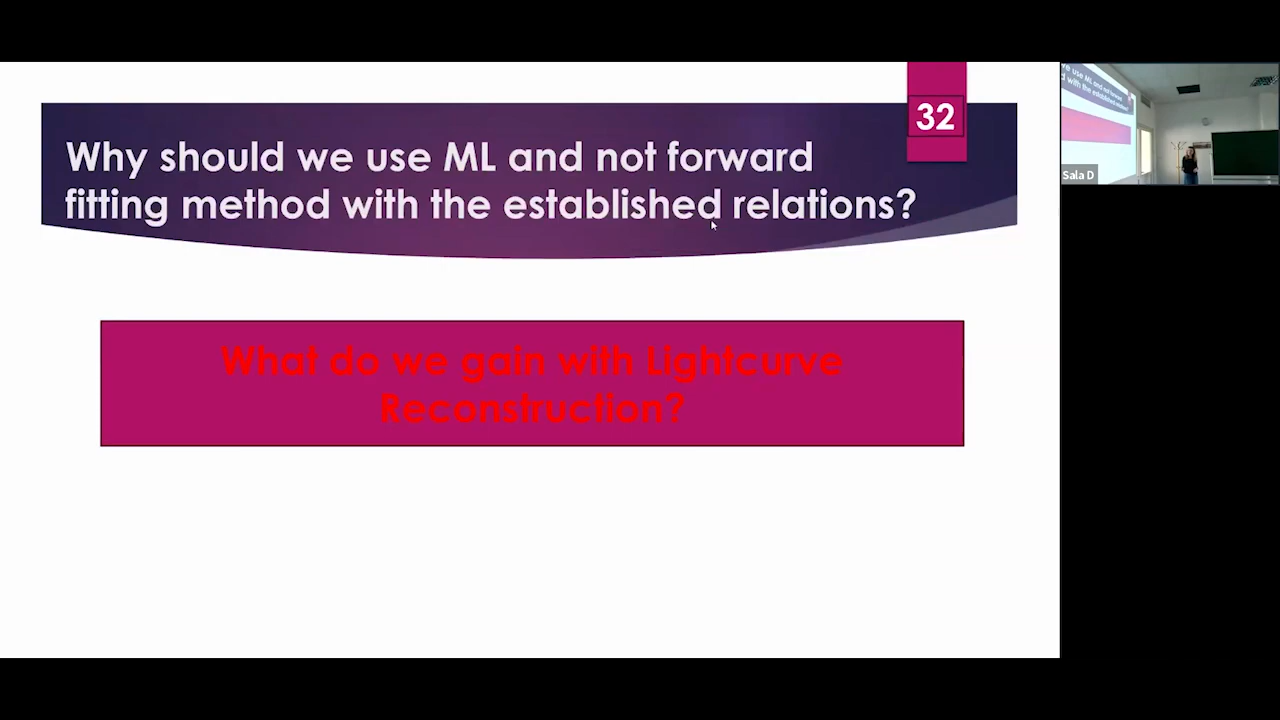 32
Why should we use ML and not forward
fitting method with the established relations?
What do we gain with Lightcurve
Reconstruction?
Sala D